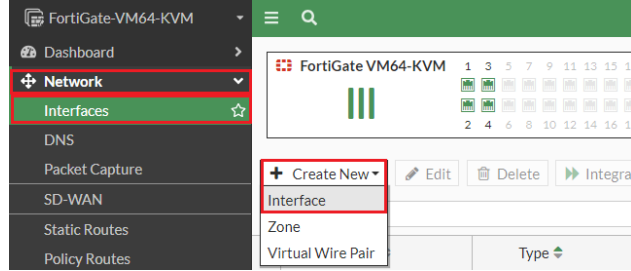 FortiGate-VM64-KVM
Dashboard
Network
Interfaces
DNS
Packet Capture
SD-WAN
Static Routes
Policy Routes
FortiGate VM64-KVM
1 3 5 7 9 11 13 15 1
2 4 6 8 10 12 14 16 1
Create New Edit Delete Integra
Interface
Zone
Virtual Wire Pair
Type